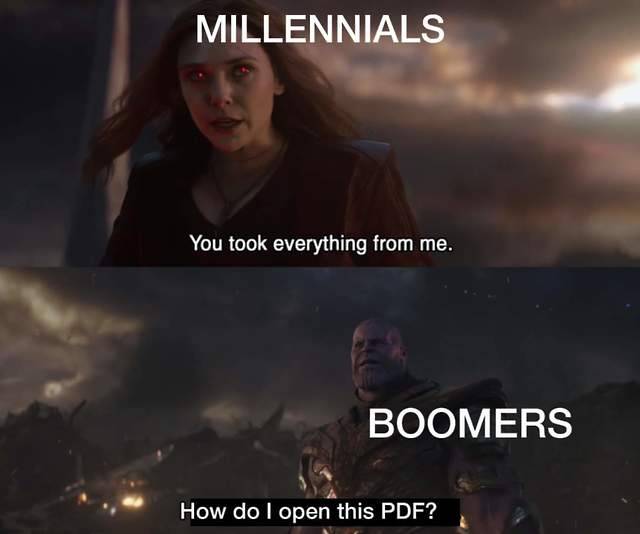 MILLENNIALS
You took everything from me.
BOOMERS
How do I open this PDF?